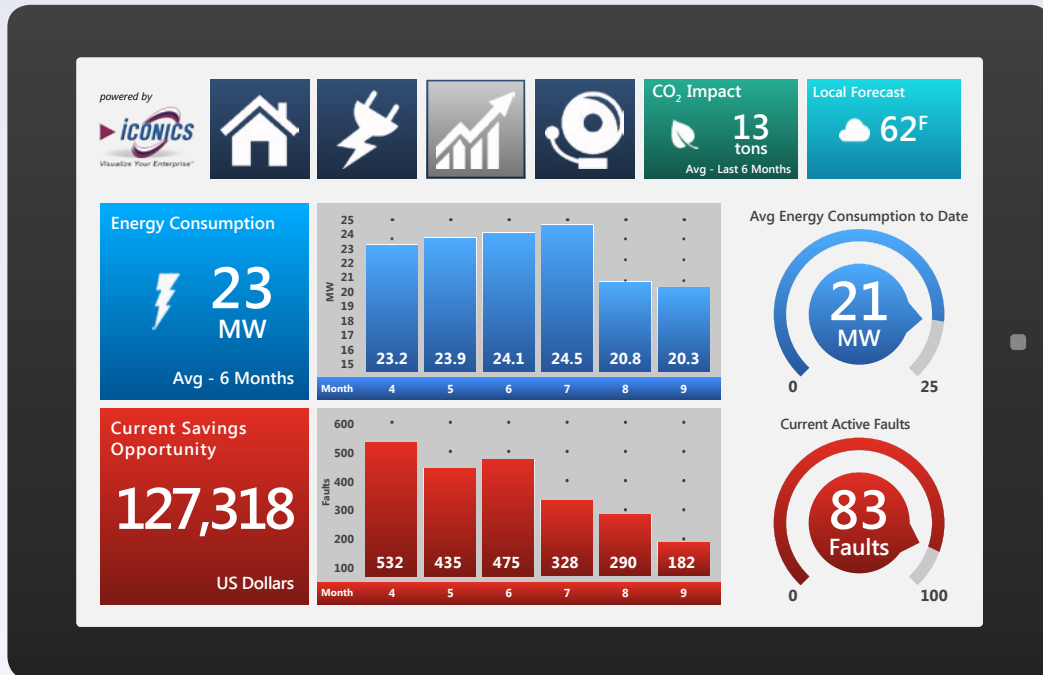 powered by
ICONICS
Visualize Your Enterprise™
CO2 Impact
13
tons
Avg - Last 6 Months
Local Forecast
62F
Energy Consumption
23
MW
Avg - 6 Months
25
24
23
22
21
20
19
18
17
16
15
MW
23.2 23.9 24.1 24.5 20.8 20.3
Month 4 5 6 7 8 9
Avg Energy Consumption to Date
21
MW
0 25
Current Savings
Opportunity
127,318
US Dollars
600
500
400
300
200
100
Faults
532 435 475 328 290 182
Month 4 5 6 7 8 9
Current Active Faults
83
Faults
0 100